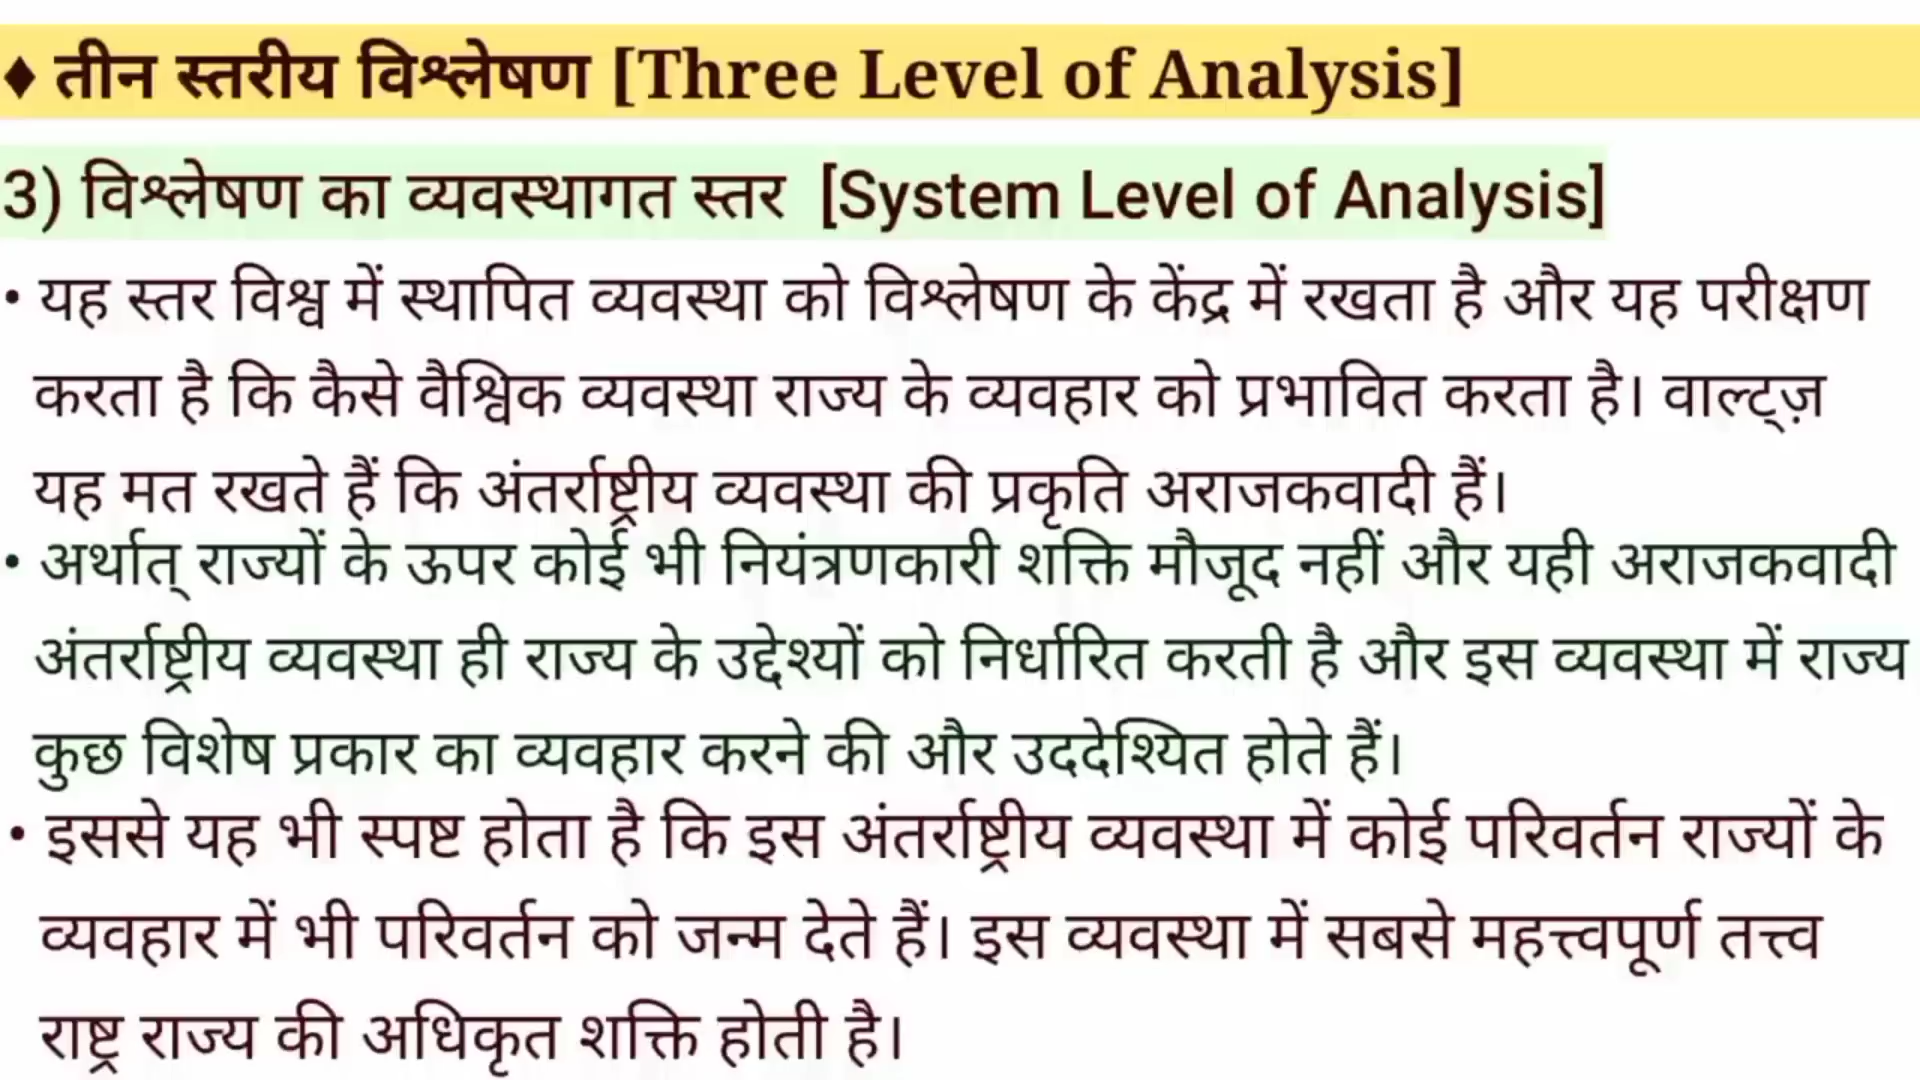 ♦ तीन स्तरीय विश्लेषण [Three Level of Analysis]
3) विश्लेषण का व्यवस्थागत स्तर [System Level of Analysis]
• यह स्तर विश्व में स्थापित व्यवस्था को विश्लेषण के केंद्र में रखता है और यह परीक्षण
करता है कि कैसे वैश्विक व्यवस्था राज्य के व्यवहार को प्रभावित करता है। वाल्ट्ज़
यह मत रखते हैं कि अंतर्राष्ट्रीय व्यवस्था की प्रकृति अराजकवादी हैं।
• अर्थात् राज्यों के ऊपर कोई भी नियंत्रणकारी शक्ति मौजूद नहीं और यही अराजकवादी
अंतर्राष्ट्रीय व्यवस्था ही राज्य के उद्देश्यों को निर्धारित करती है और इस व्यवस्था में राज्य
कुछ विशेष प्रकार का व्यवहार करने की और उददेश्यित होते हैं।
• इससे यह भी स्पष्ट होता है कि इस अंतर्राष्ट्रीय व्यवस्था में कोई परिवर्तन राज्यों के
व्यवहार में भी परिवर्तन को जन्म देते हैं। इस व्यवस्था में सबसे महत्त्वपूर्ण तत्त्व
राष्ट्र राज्य की अधिकृत शक्ति होती है।